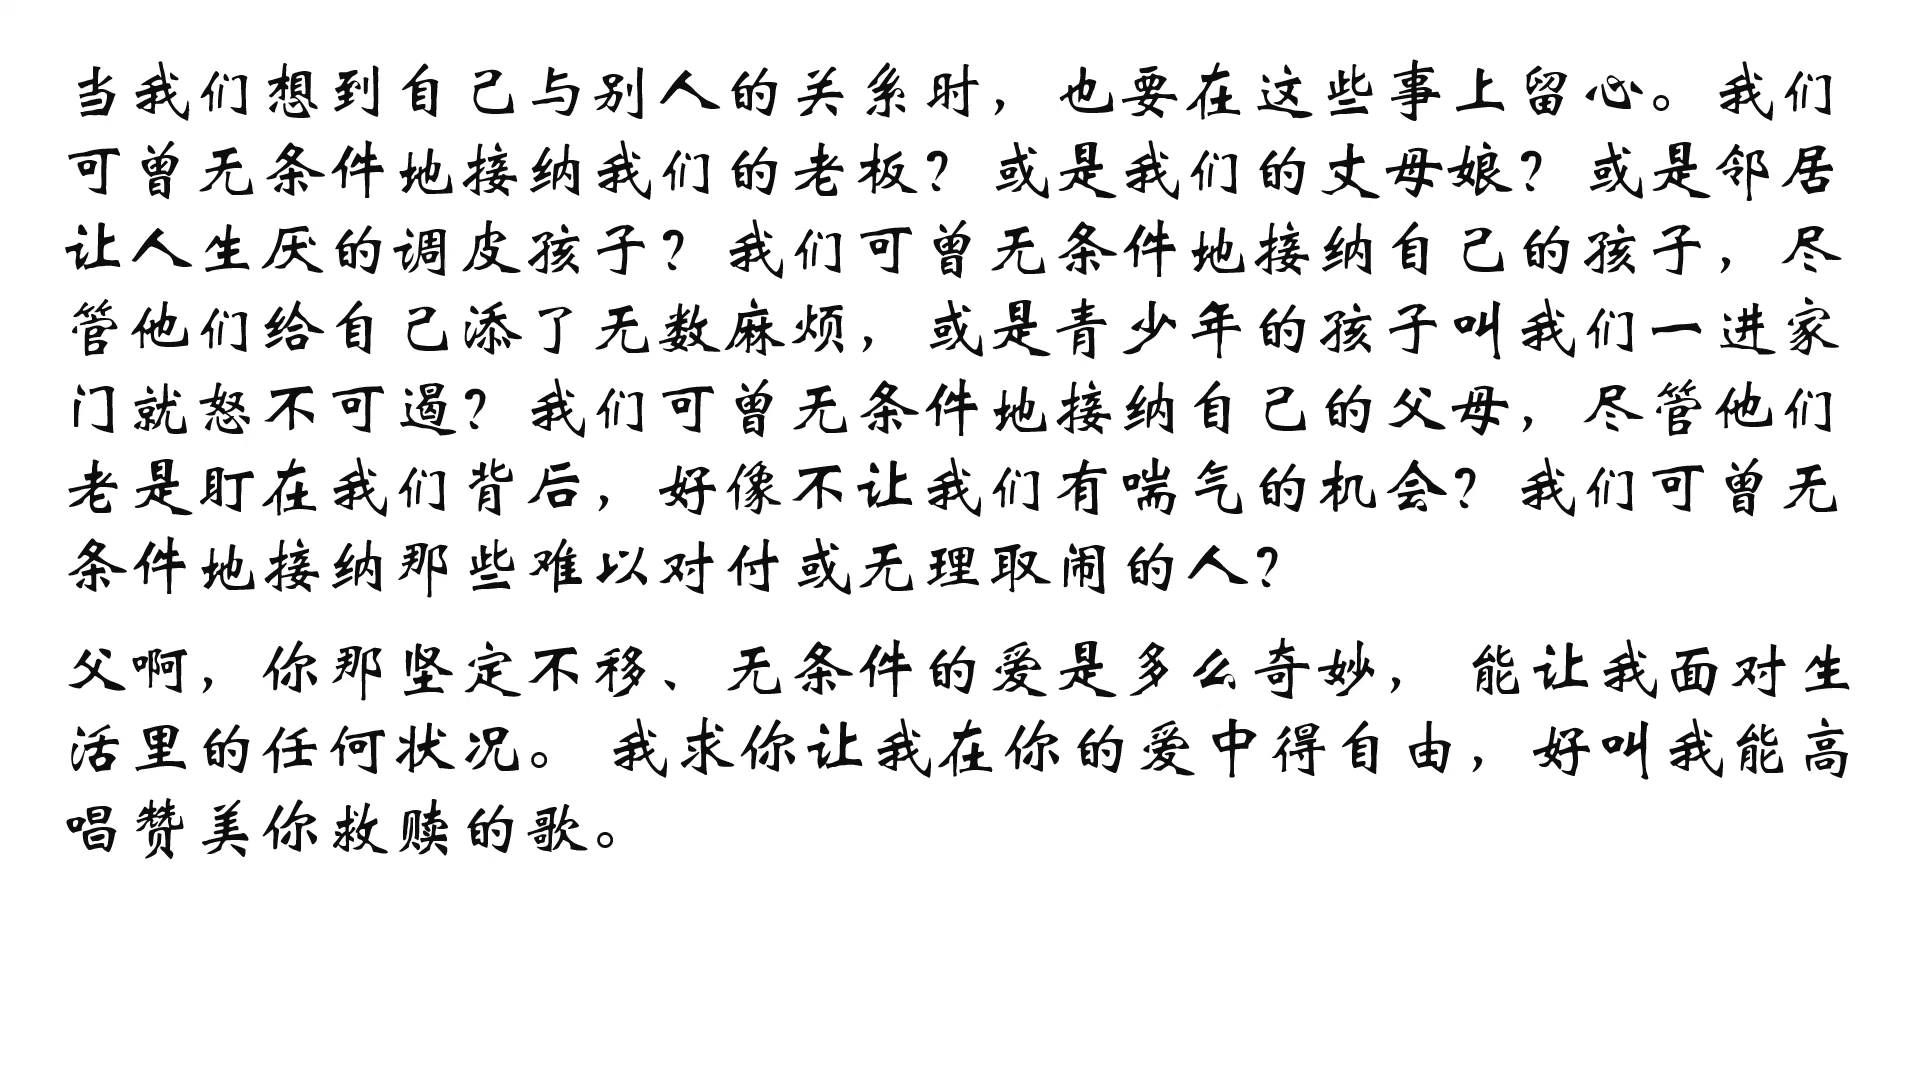 当我们想到自己与别人的关系时，也要在这些事上留心。我们
可曾无条件地接纳我们的老板？或是我们的丈母娘？或是邻居
让人生厌的调皮孩子？我们可曾无条件地接纳自己的孩子，尽
管他们给自己添了无数麻烦，或是青少年的孩子叫我们一进家
门就怒不可遏？我们可曾无条件地接纳自己的父母，尽管他们
老是盯在我们背后，好像不让我们有喘气的机会？我们可曾无
条件地接纳那些难以对付或无理取闹的人？
父啊，你那坚定不移、无条件的爱是多么奇妙， 能让我面对生
活里的任何状况。 我求你让我在你的爱中得自由，好叫我能高
唱赞美你救赎的歌。